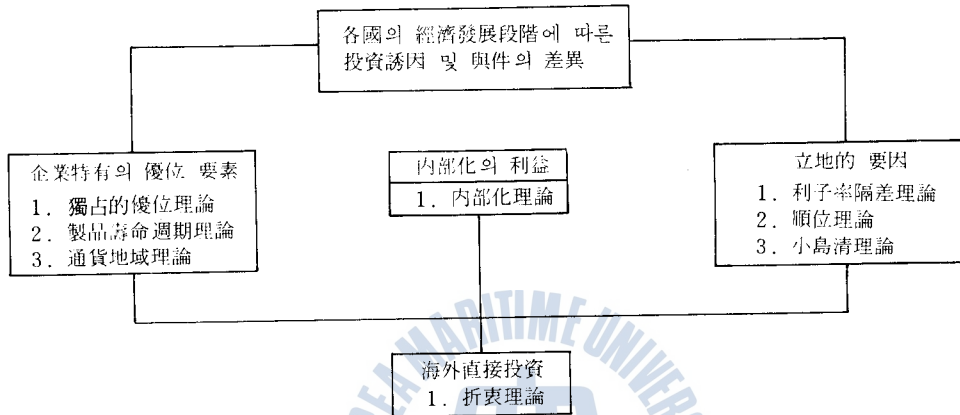 各國의 經濟發展段階에 따른
投資誘因 및 與件의 差異
企業特有의 優位 要素
1. 獨占的優位理論
2. 製品壽命週期理論
3. 通貨地域理論
内部化의 利益
1. 内部化理論
立地的 要因
1. 利子率隔差理論
2. 順位理論
3. 小島清理論
海外直接投資
1. 折衷理論
MARITIME UNIVER